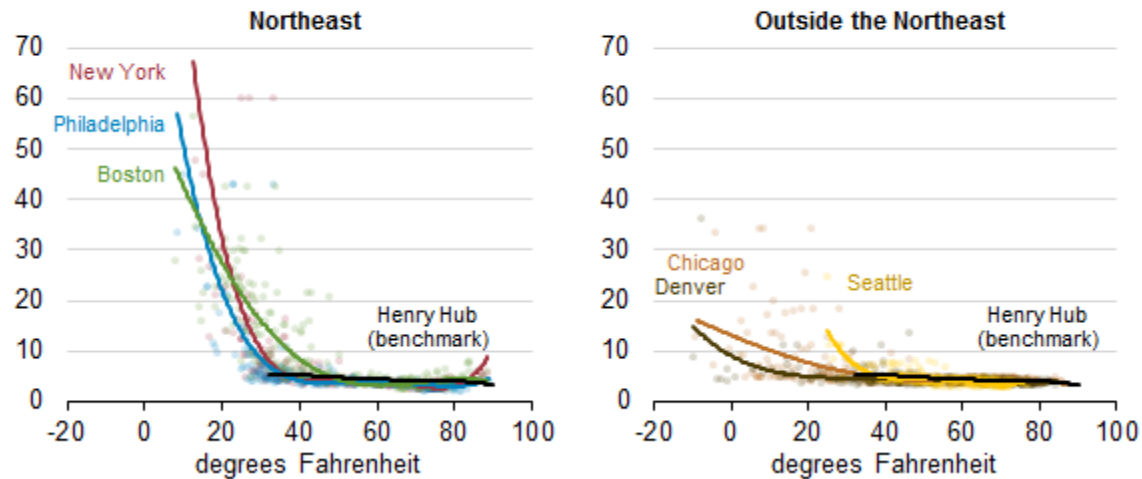 Northeast
70
60
50
40
30
20
10
0
New York
Philadelphia
Boston
Henry Hub
(benchmark)
-20 0 20 40 60 80 100
degrees Fahrenheit
Outside the Northeast
70
60
50
40
30
20
10
0
Chicago
Denver
Seattle
Henry Hub
(benchmark)
-20 0 20 40 60 80 100
degrees Fahrenheit